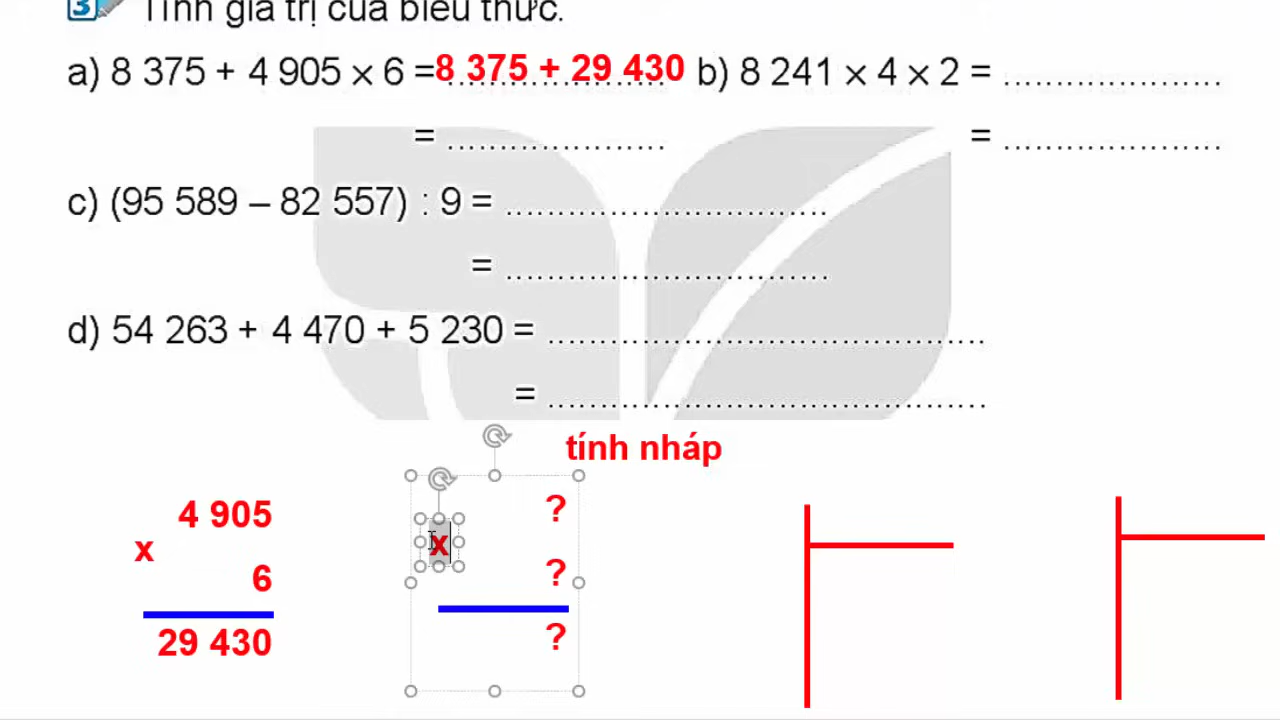 3 Tính giá trị của biểu thức.
a) 8 375 + 4 905 × 6 =8 375 + 29 430 b) 8 241 × 4 × 2 = ....................
= .................... = ....................
c) (95 589 – 82 557) : 9 = ..............................
= ..............................
d) 54 263 + 4 470 + 5 230 = ........................................
= ........................................
tính nháp
4 905
x
6
29 430
?
x
?
?